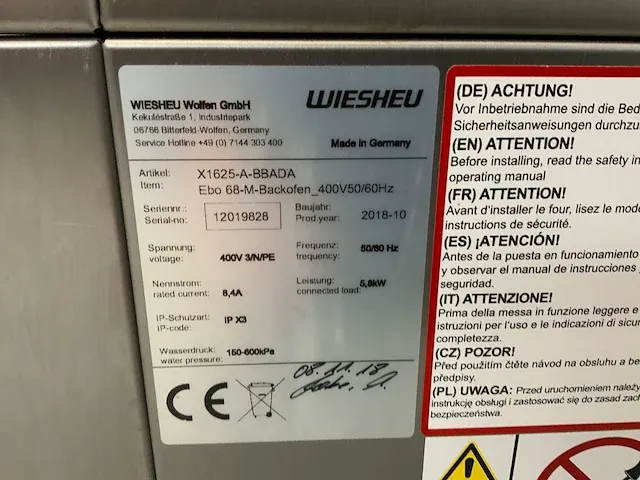 WIESHEU Wolfen GmbH
Kekuléstraße 1, Industriepark
06766 Bitterfeld-Wolfen, Germany
Service Hotline +49 (0) 7144 303 400
WIESHEU
Made in Germany
Artikel: X1625-A-BBADA
Item: Ebo 68-M-Backofen_400V50/60Hz
Seriennr.: Baujahr:
Serial-no: 12019828 Prod.year: 2018-10
Spannung: Frequenz:
voltage: 400V 3/N/PE frequency: 50/60 Hz
Nennstrom: Leistung: 5,8kW
rated current: 8,4A connected load:
IP-Schutzart: IP X3
IP-code:
Wasserdruck: 150-600kPa
water pressure:
08.11.18
CE
(DE) ACHTUNG!
Vor Inbetriebnahme sind die Bed
Sicherheitsanweisungen durchzu
(EN) ATTENTION!
Before installing, read the safety in
operating manual
(FR) ATTENTION!
Avant d'installer le four, lisez le mode
instructions de sécurité.
(ES) ¡ATENCIÓN!
Antes de la puesta en funcionamiento
y observar el manual de instrucciones
seguridad.
(IT) ATTENZIONE!
Prima della messa in funzione leggere e
istruzioni per l'uso e le indicazioni di sicur
completezza.
(CZ) POZOR!
Před použitím čtěte návod na obsluhu a be
předpisy.
(PL) UWAGA: Przed uruchomieniem należy
instrukcję obsługi i zastosować się do zasad zach
bezpieczeństwa.